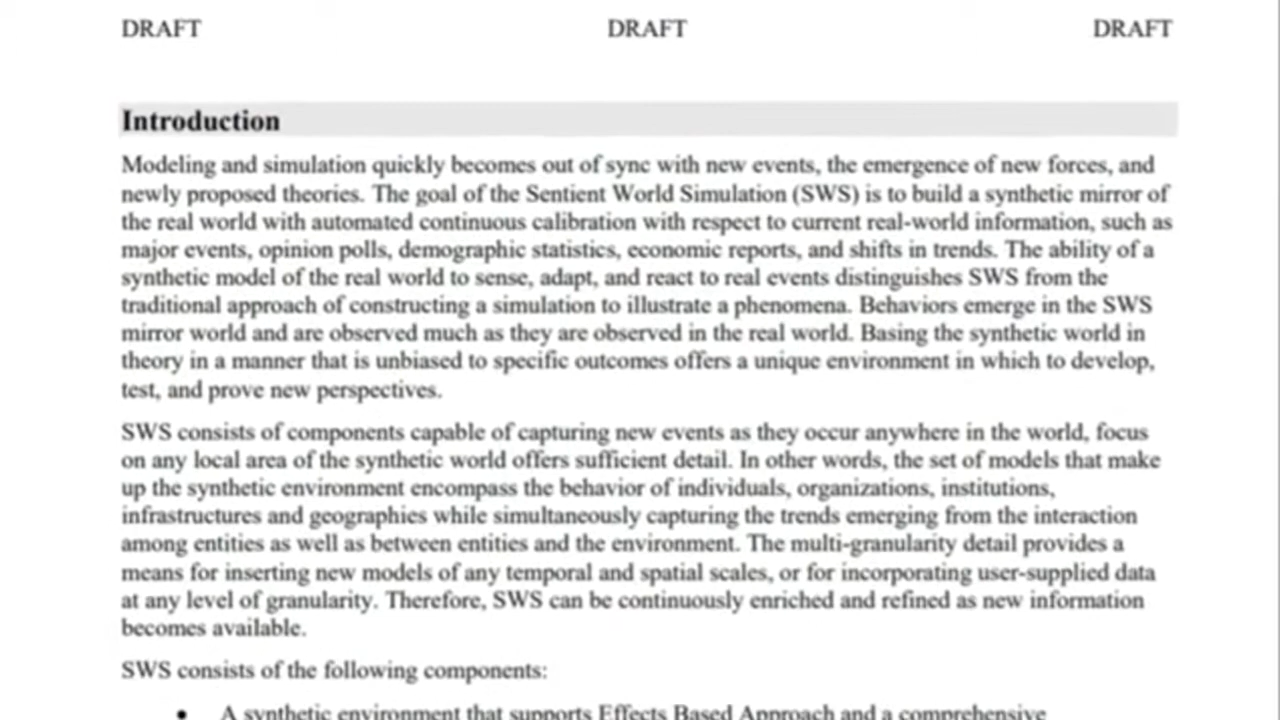 DRAFT DRAFT DRAFT
Introduction
Modeling and simulation quickly becomes out of sync with new events, the emergence of new forces, and
newly proposed theories. The goal of the Sentient World Simulation (SWS) is to build a synthetic mirror of
the real world with automated continuous calibration with respect to current real-world information, such as
major events, opinion polls, demographic statistics, economic reports, and shifts in trends. The ability of a
synthetic model of the real world to sense, adapt, and react to real events distinguishes SWS from the
traditional approach of constructing a simulation to illustrate a phenomena. Behaviors emerge in the SWS
mirror world and are observed much as they are observed in the real world. Basing the synthetic world in
theory in a manner that is unbiased to specific outcomes offers a unique environment in which to develop,
test, and prove new perspectives.
SWS consists of components capable of capturing new events as they occur anywhere in the world, focus
on any local area of the synthetic world offers sufficient detail. In other words, the set of models that make
up the synthetic environment encompass the behavior of individuals, organizations, institutions,
infrastructures and geographies while simultaneously capturing the trends emerging from the interaction
among entities as well as between entities and the environment. The multi-granularity detail provides a
means for inserting new models of any temporal and spatial scales, or for incorporating user-supplied data
at any level of granularity. Therefore, SWS can be continuously enriched and refined as new information
becomes available.
SWS consists of the following components:
• A synthetic environment that supports Effects Based Approach and a comprehensive